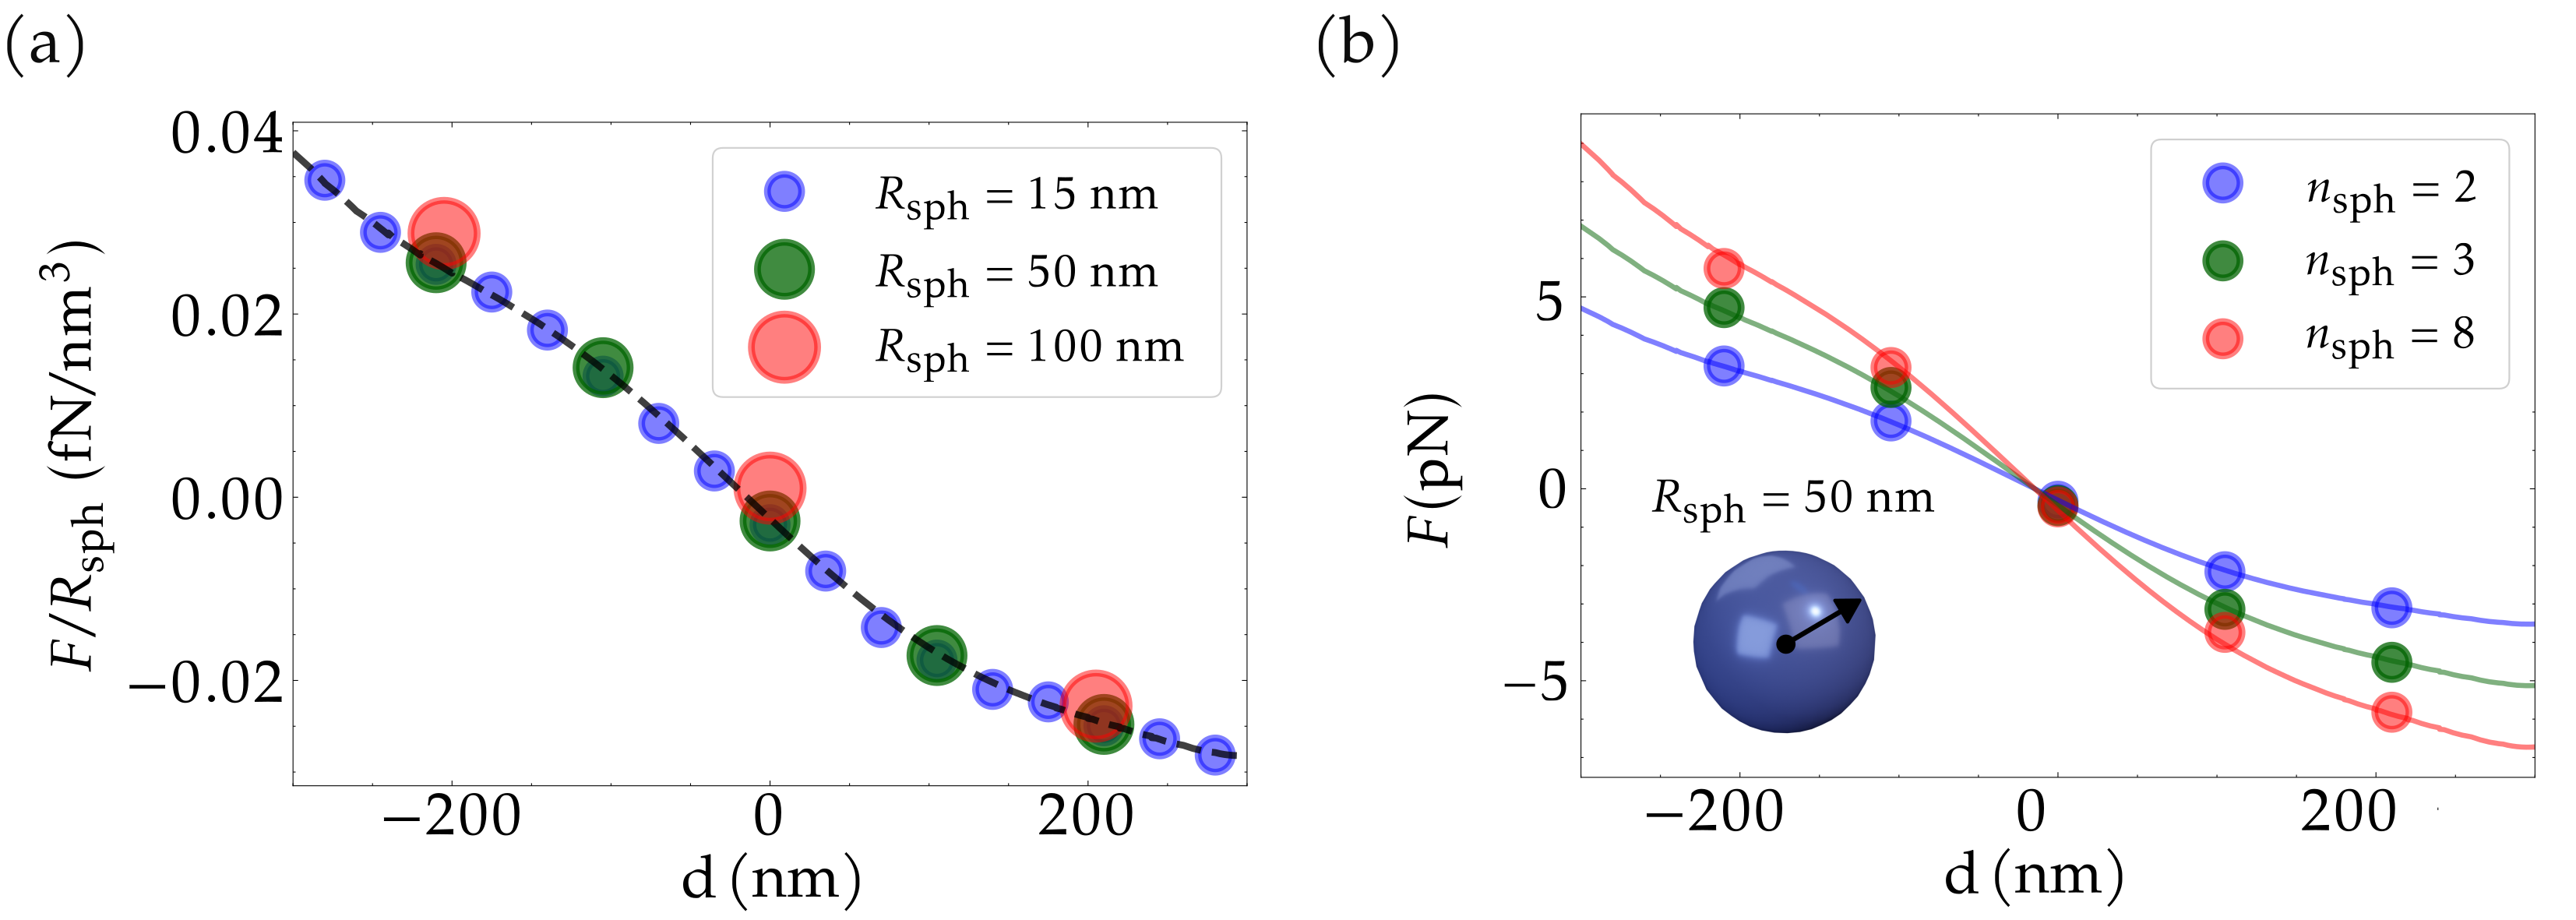 (a)
0.04
0.02
0.00
−0.02
F/R_sph (fN/nm³)
−200 0 200
d (nm)
R_sph = 15 nm
R_sph = 50 nm
R_sph = 100 nm
(b)
5
0
−5
F(pN)
−200 0 200
d (nm)
n_sph = 2
n_sph = 3
n_sph = 8
R_sph = 50 nm